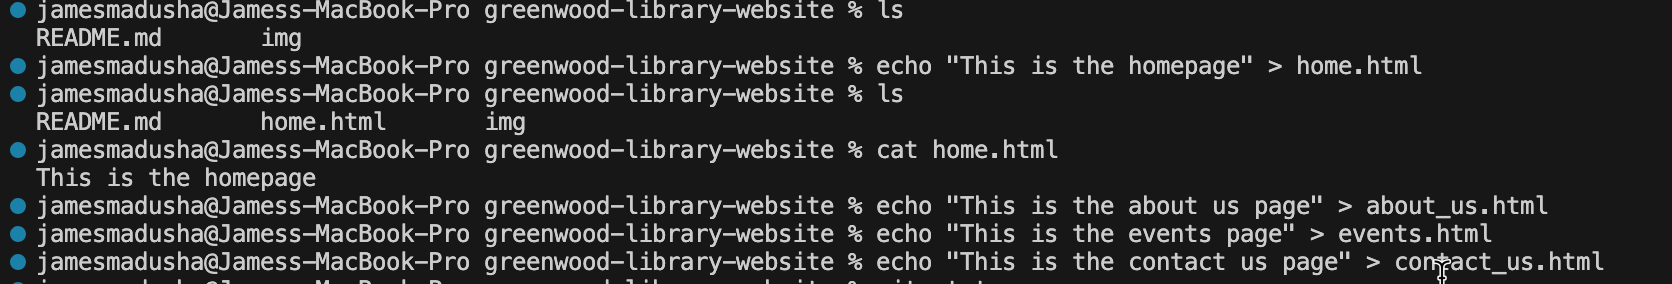 jamesmadusha@Jamess-MacBook-Pro greenwood-library-website % ls
README.md       img
jamesmadusha@Jamess-MacBook-Pro greenwood-library-website % echo "This is the homepage" > home.html
jamesmadusha@Jamess-MacBook-Pro greenwood-library-website % ls
README.md       home.html       img
jamesmadusha@Jamess-MacBook-Pro greenwood-library-website % cat home.html
This is the homepage
jamesmadusha@Jamess-MacBook-Pro greenwood-library-website % echo "This is the about us page" > about_us.html
jamesmadusha@Jamess-MacBook-Pro greenwood-library-website % echo "This is the events page" > events.html
jamesmadusha@Jamess-MacBook-Pro greenwood-library-website % echo "This is the contact us page" > contact_us.html